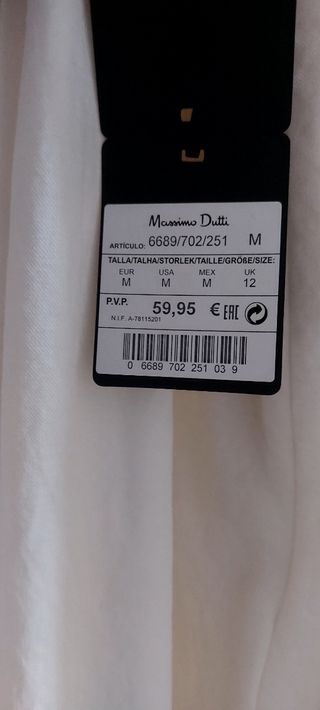 Massimo Dutti
ARTÍCULO: 6689/702/251 M
TALLA/TALHA/STORLEK/TAILLE/GRÖßE/SIZE:
EUR USA MEX UK
M M M 12
P.V.P. 59,95 € EAC
N.I.F. A-78115201
0 6689 702 251 03 9